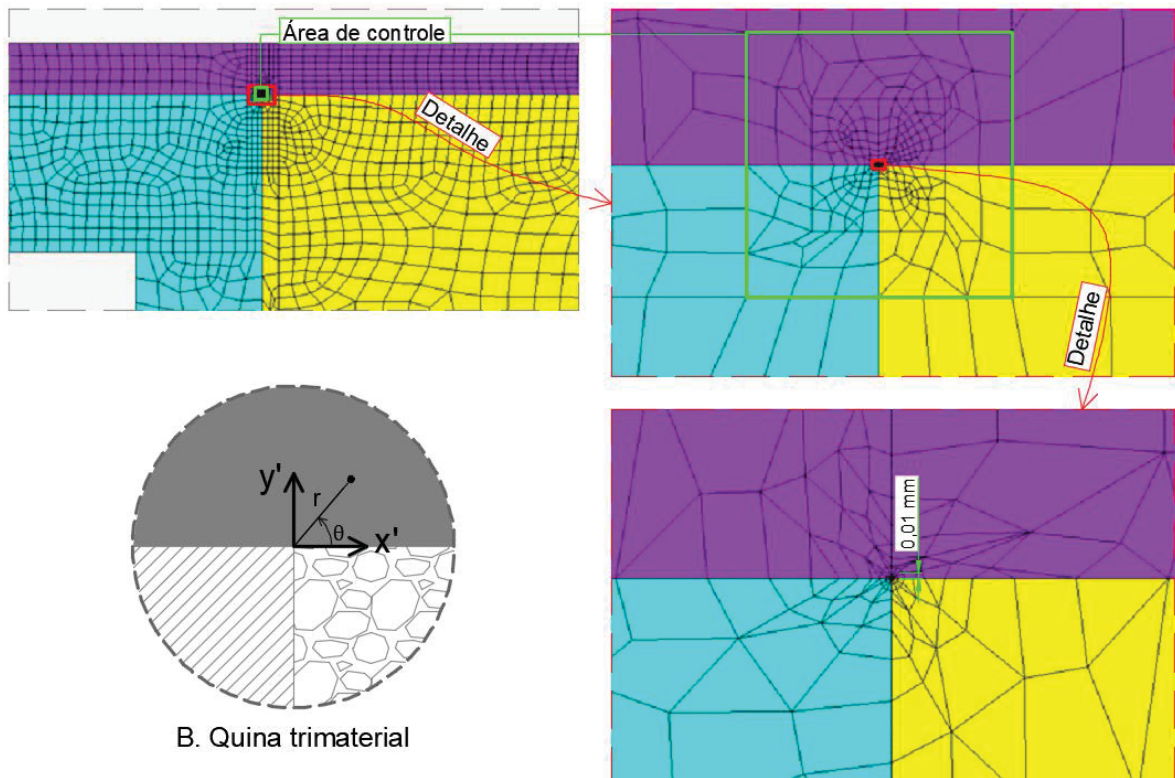 Área de controle
Detalhe
Detalhe
0,01 mm
y'
r
θ
x'
B. Quina trimaterial